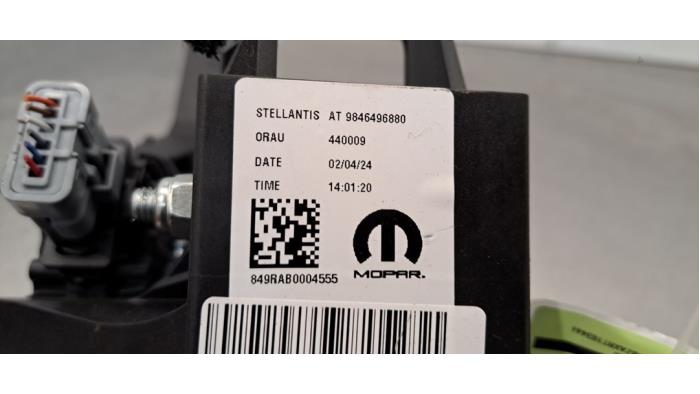 STELLANTIS AT 9846496880
ORAU 440009
DATE 02/04/24
TIME 14:01:20
849RAB0004555
MOPAR.